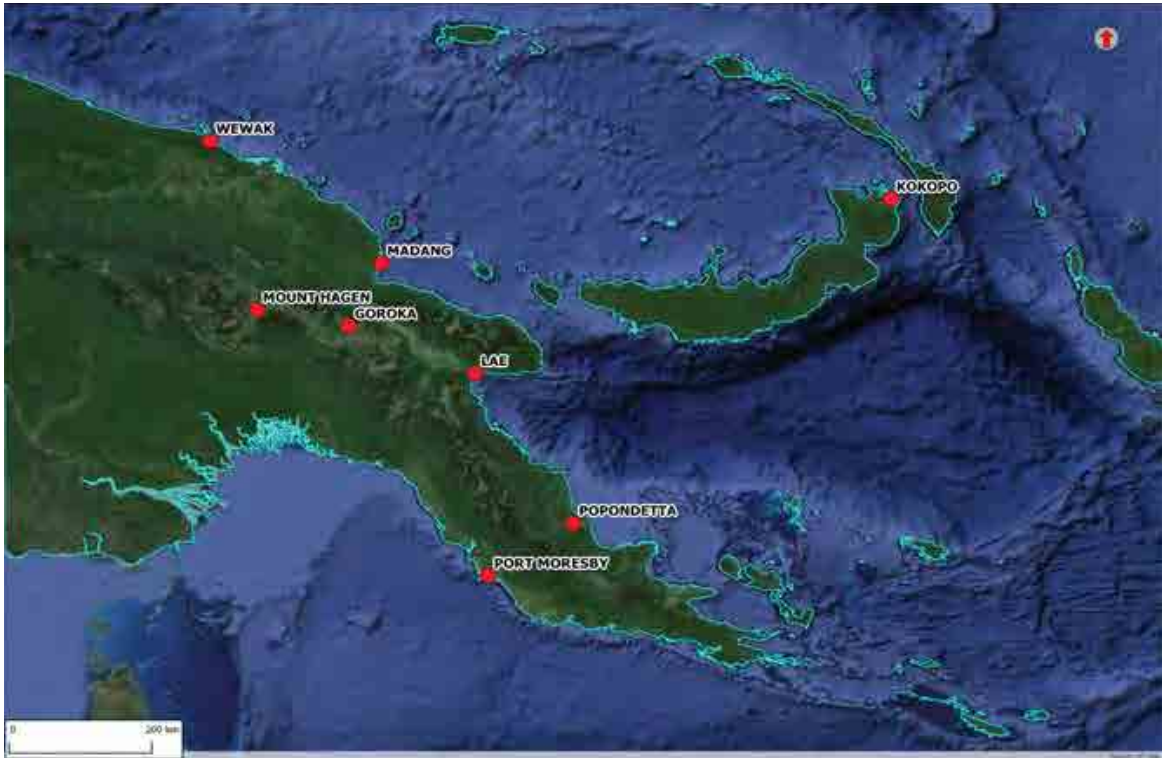 WEWAK
KOKOPO
MADANG
MOUNT HAGEN
GOROKA
LAE
POPONDETTA
PORT MORESBY
0 200 km